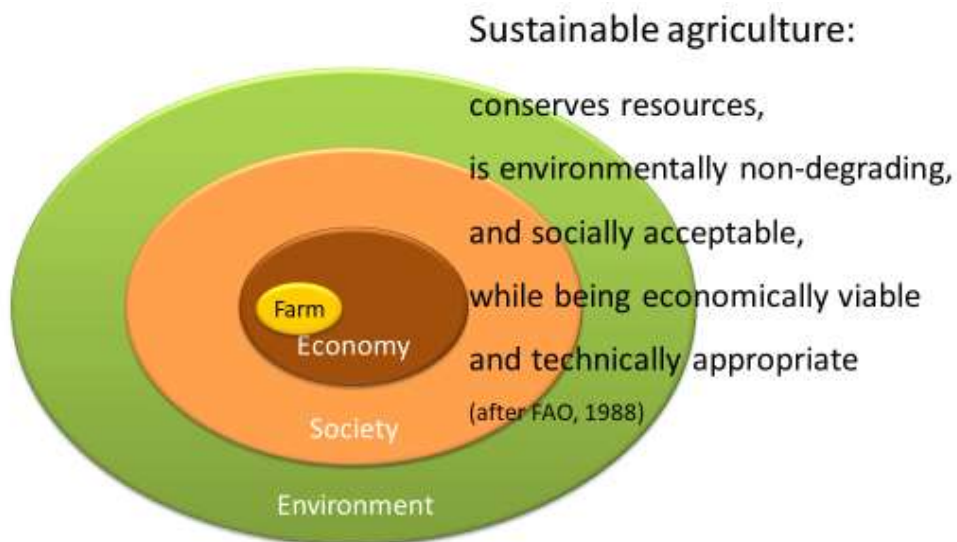 Sustainable agriculture:
conserves resources,
is environmentally non-degrading,
and socially acceptable,
while being economically viable
and technically appropriate
(after FAO, 1988)
Farm
Economy
Society
Environment